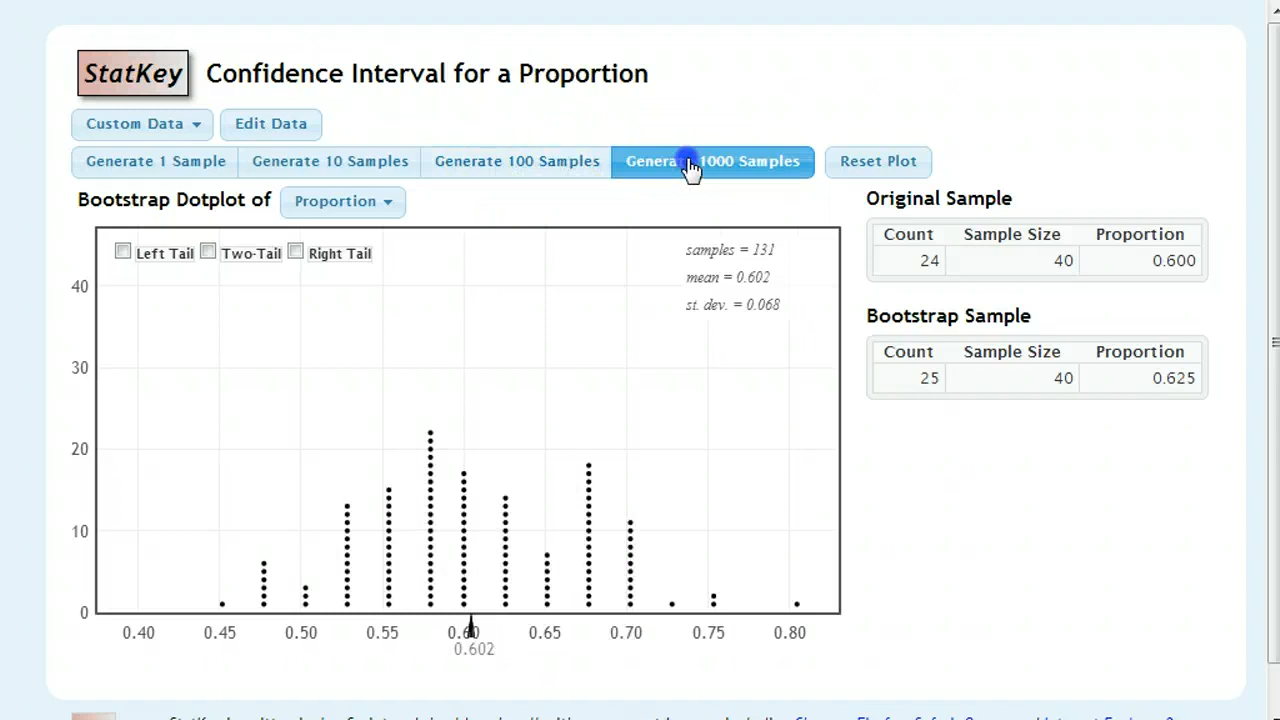 StatKey Confidence Interval for a Proportion
Custom Data Edit Data
Generate 1 Sample Generate 10 Samples Generate 100 Samples Generate 1000 Samples Reset Plot
Bootstrap Dotplot of Proportion
Left Tail Two-Tail Right Tail
samples = 131
mean = 0.602
st. dev. = 0.068
40
30
20
10
0
0.40 0.45 0.50 0.55 0.60 0.65 0.70 0.75 0.80
0.602
Original Sample
Count Sample Size Proportion
24 40 0.600
Bootstrap Sample
Count Sample Size Proportion
25 40 0.625